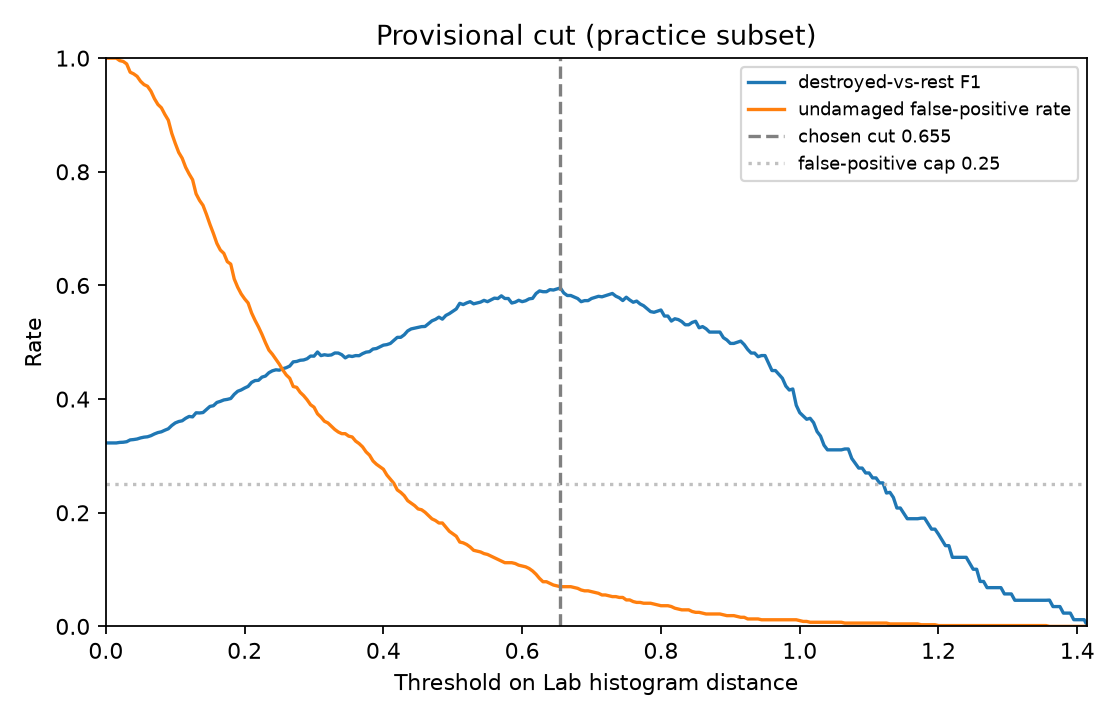 Provisional cut (practice subset)
destroyed-vs-rest F1
undamaged false-positive rate
chosen cut 0.655
false-positive cap 0.25
Rate
1.0
0.8
0.6
0.4
0.2
0.0
0.0 0.2 0.4 0.6 0.8 1.0 1.2 1.4
Threshold on Lab histogram distance